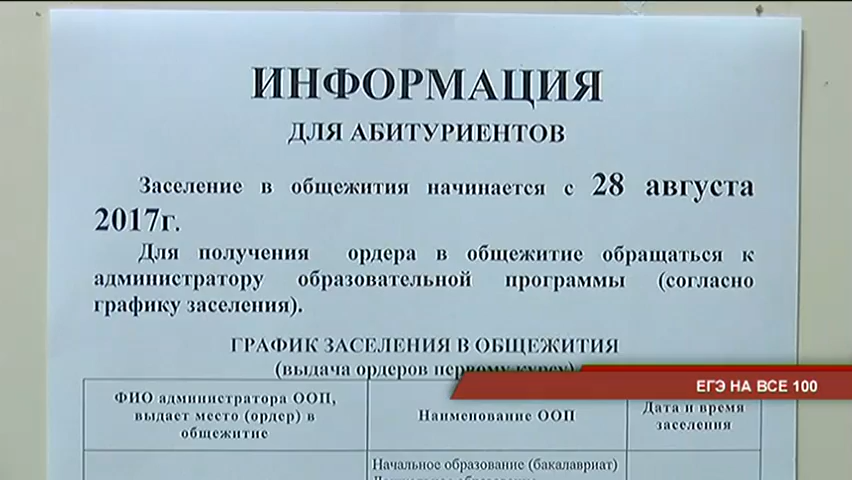 ИНФОРМАЦИЯ
ДЛЯ АБИТУРИЕНТОВ
Заселение в общежития начинается с 28 августа
2017г.
Для получения ордера в общежитие обращаться к
администратору образовательной программы (согласно
графику заселения).
ГРАФИК ЗАСЕЛЕНИЯ В ОБЩЕЖИТИЯ
(выдача ордеров первому курсу)
ЕГЭ НА ВСЕ 100
ФИО администратора ООП,
выдает место (ордер) в
общежитие
Наименование ООП
Дата и время
заселения
Начальное образование (бакалавриат)